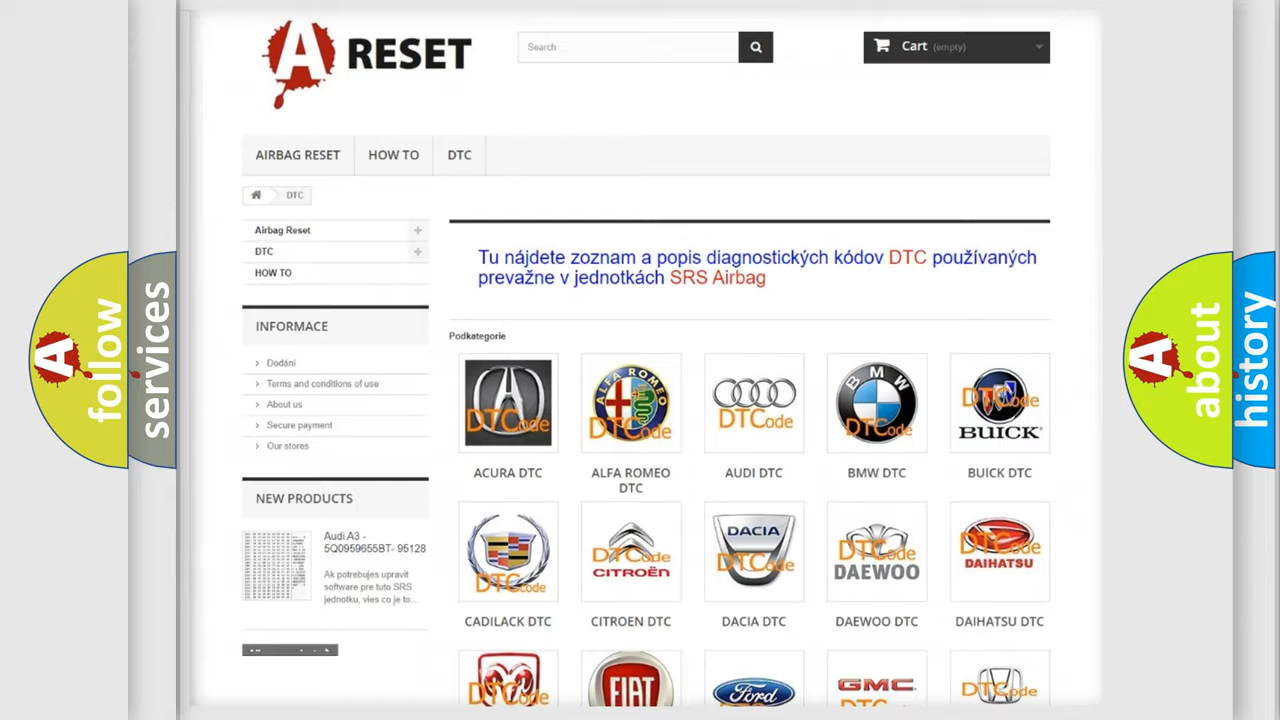 A RESET
Search
Cart (empty)
AIRBAG RESET
HOW TO
DTC
DTC
Airbag Reset
DTC
HOW TO
Tu nájdete zoznam a popis diagnostických kódov DTC používaných
prevažne v jednotkách SRS Airbag
INFORMACE
Dodání
Terms and conditions of use
About us
Secure payment
Our stores
NEW PRODUCTS
Audi A3 -
5Q0959655BT- 95128
Ak potrebujes upravit
software pre tuto SRS
jednotku, vies co je to...
Podkategorie
DTCode
ALFA ROMEO
DTCode
DTCode
BMW
DTCode
DTCode
BUICK
ACURA DTC
ALFA ROMEO
DTC
AUDI DTC
BMW DTC
BUICK DTC
DTCode
DTCode
CITROËN
DACIA
DTCode
DTCode
DAEWOO
DTCode
DAIHATSU
CADILACK DTC
CITROEN DTC
DACIA DTC
DAEWOO DTC
DAIHATSU DTC
DTCode
FIAT
Ford
GMC
DTCode
A follow
services
A about
history